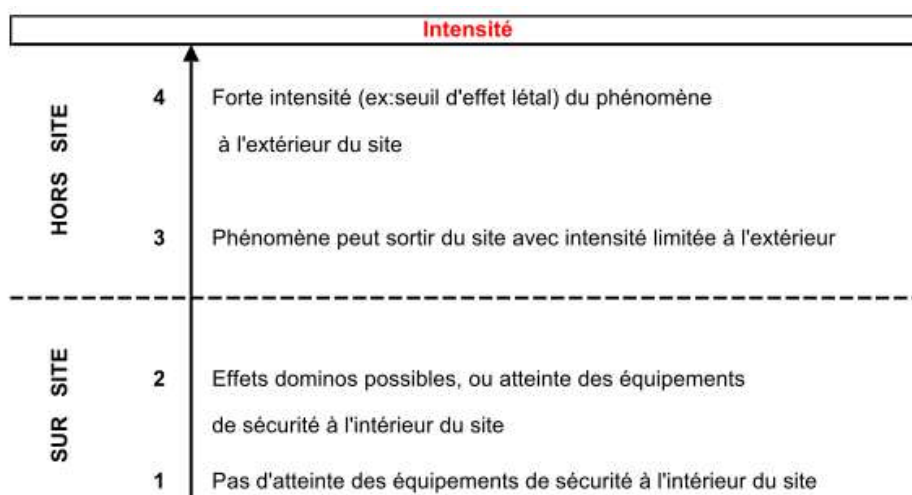 Intensité
HORS SITE
4 Forte intensité (ex:seuil d'effet létal) du phénomène
à l'extérieur du site
3 Phénomène peut sortir du site avec intensité limitée à l'extérieur
SUR SITE
2 Effets dominos possibles, ou atteinte des équipements
de sécurité à l'intérieur du site
1 Pas d'atteinte des équipements de sécurité à l'intérieur du site